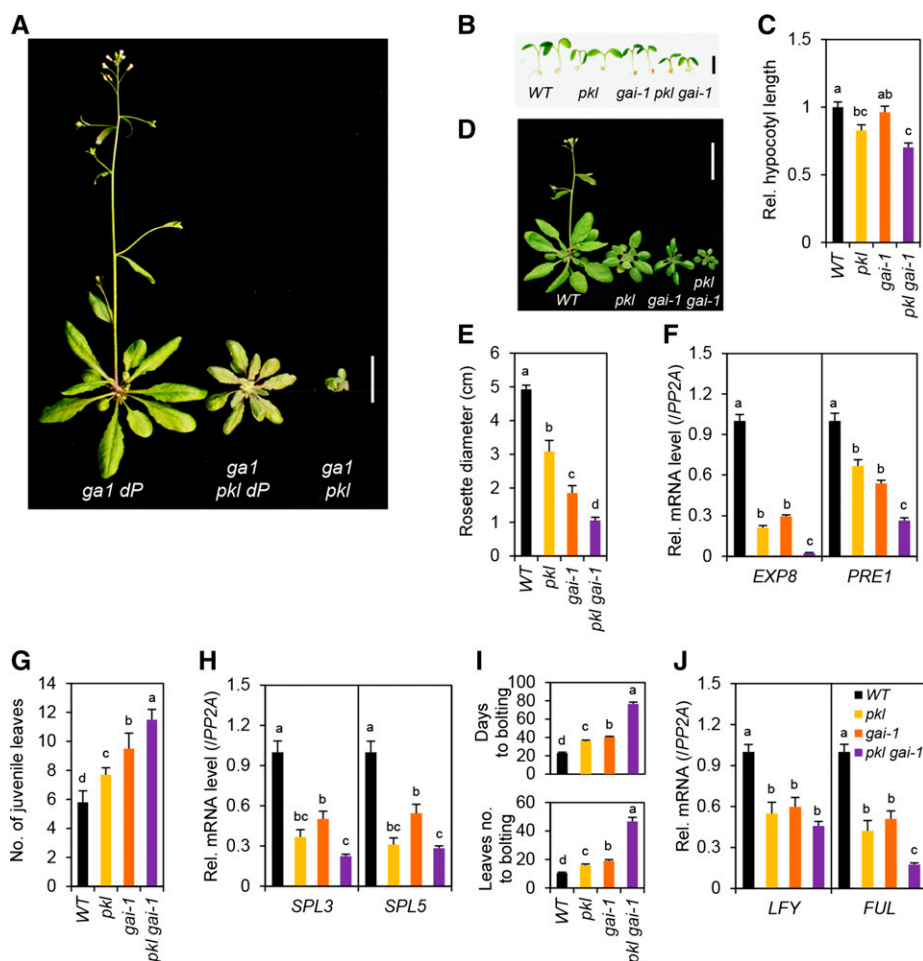 A
ga1 dP
ga1
pkl dP
ga1
pkl
B
WT pkl gai-1 pkl gai-1
C
Rel. hypocotyl length
1.5
1
0.5
0
a
bc
ab
c
WT
pkl
gai-1
pkl gai-1
D
WT
pkl
gai-1
pkl
gai-1
E
Rosette diameter (cm)
6
5
4
3
2
1
0
a
b
c
d
WT
pkl
gai-1
pkl gai-1
F
Rel. mRNA level (/PP2A)
1.5
1.2
0.9
0.6
0.3
0
a
b
b
c
a
b
b
c
EXP8
PRE1
G
No. of juvenile leaves
14
12
10
8
6
4
2
0
d
c
b
a
WT
pkl
gai-1
pkl gai-1
H
Rel. mRNA level (/PP2A)
1.5
1.2
0.9
0.6
0.3
0
a
bc
b
c
a
bc
b
c
SPL3
SPL5
I
Days
to bolting
100
80
60
40
20
0
d
c
b
a
Leaves no.
to bolting
60
40
20
0
d
c
b
a
WT
pkl
gai-1
pkl gai-1
J
Rel. mRNA (/PP2A)
1.5
1.2
0.9
0.6
0.3
0
WT
pkl
gai-1
pkl gai-1
a
b
b
b
a
b
b
c
LFY
FUL